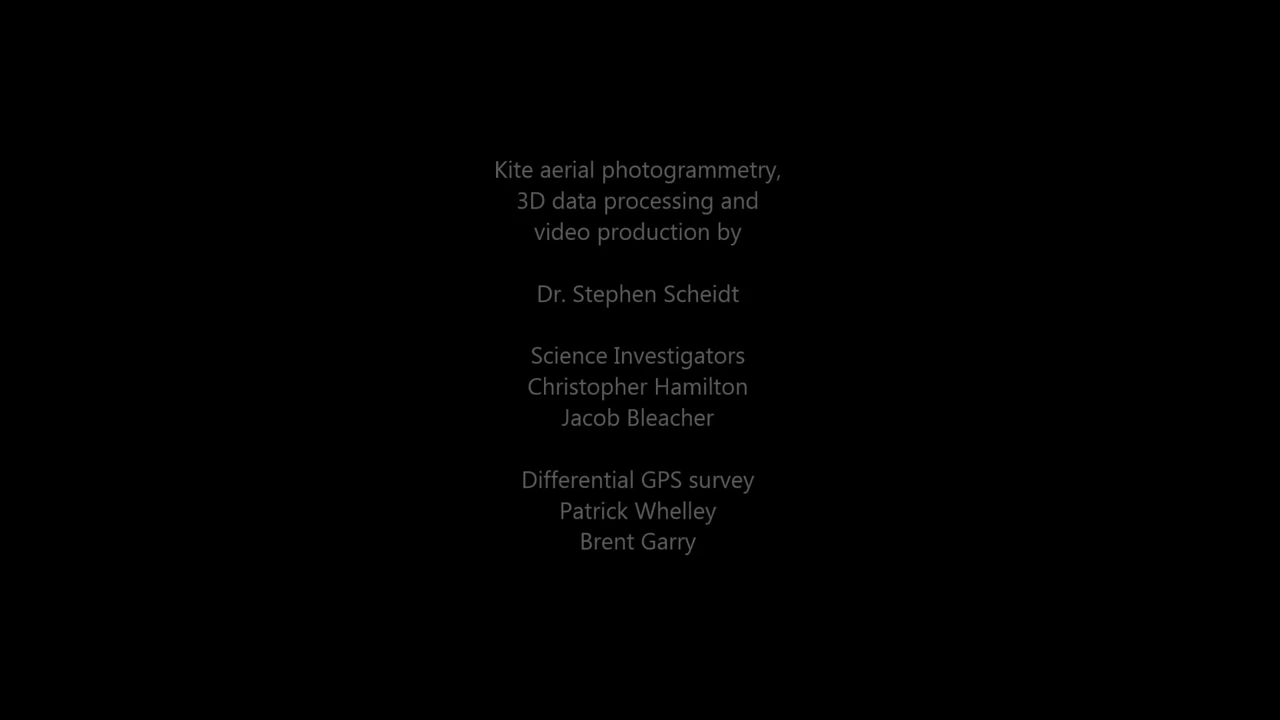 Kite aerial photogrammetry,
3D data processing and
video production by
Dr. Stephen Scheidt
Science Investigators
Christopher Hamilton
Jacob Bleacher
Differential GPS survey
Patrick Whelley
Brent Garry